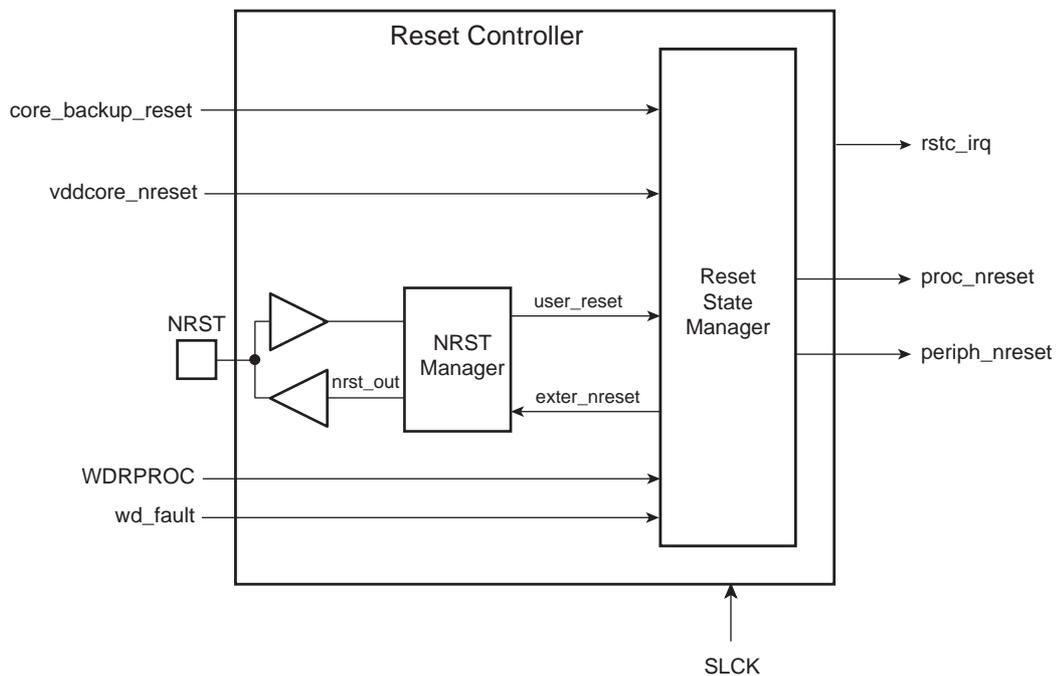 Reset Controller
core_backup_reset
rstc_irq
vddcore_nreset
Reset
State
Manager
proc_nreset
user_reset
NRST
NRST
Manager
periph_nreset
nrst_out
exter_nreset
WDRPROC
wd_fault
SLCK